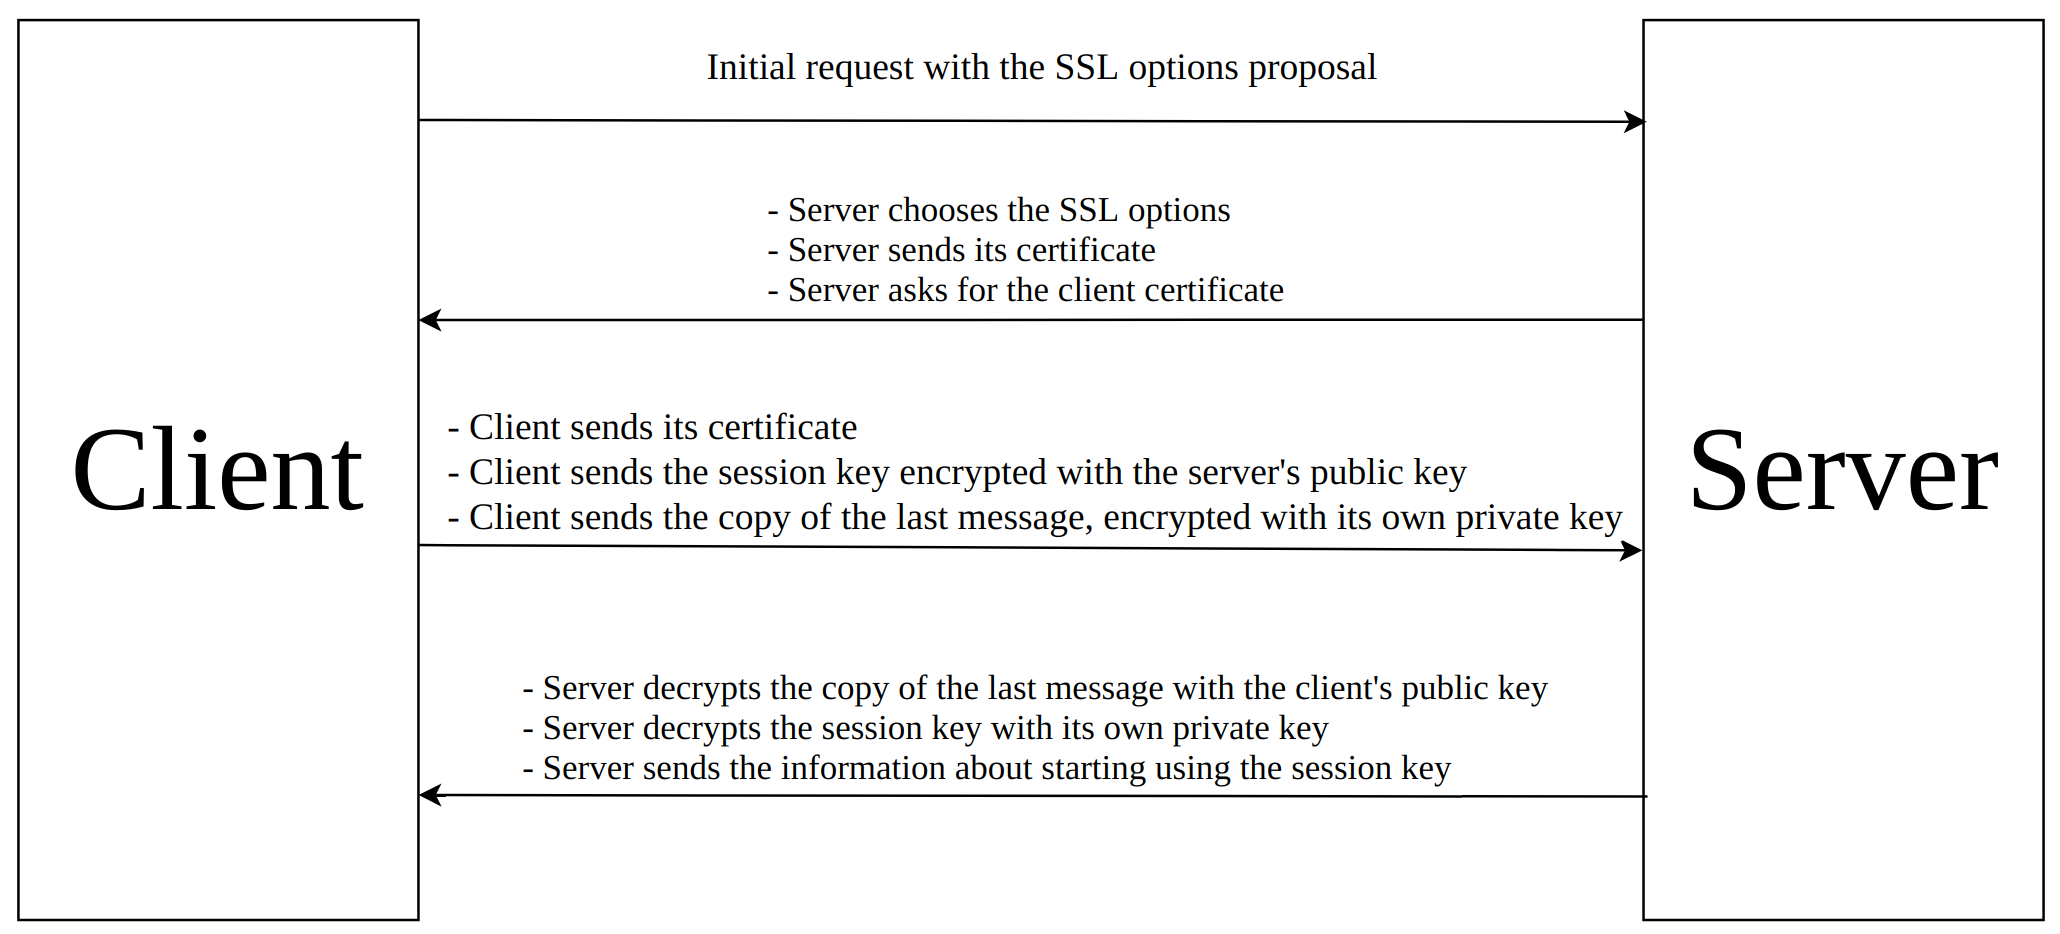 Initial request with the SSL options proposal
- Server chooses the SSL options
- Server sends its certificate
- Server asks for the client certificate
Client
- Client sends its certificate
- Client sends the session key encrypted with the server's public key
- Client sends the copy of the last message, encrypted with its own private key
Server
- Server decrypts the copy of the last message with the client's public key
- Server decrypts the session key with its own private key
- Server sends the information about starting using the session key